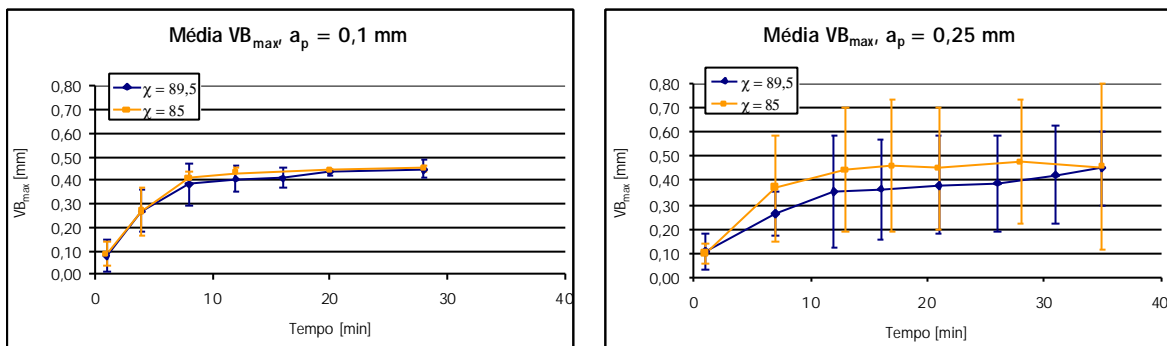 Média VBmax, ap = 0,1 mm
χ = 89,5
χ = 85
0,80
0,70
0,60
0,50
0,40
0,30
0,20
0,10
0,00
VBmax [mm]
0 10 20 30 40
Tempo [min]
Média VBmax, ap = 0,25 mm
χ = 89,5
χ = 85
0,80
0,70
0,60
0,50
0,40
0,30
0,20
0,10
0,00
VBmax [mm]
0 10 20 30 40
Tempo [min]